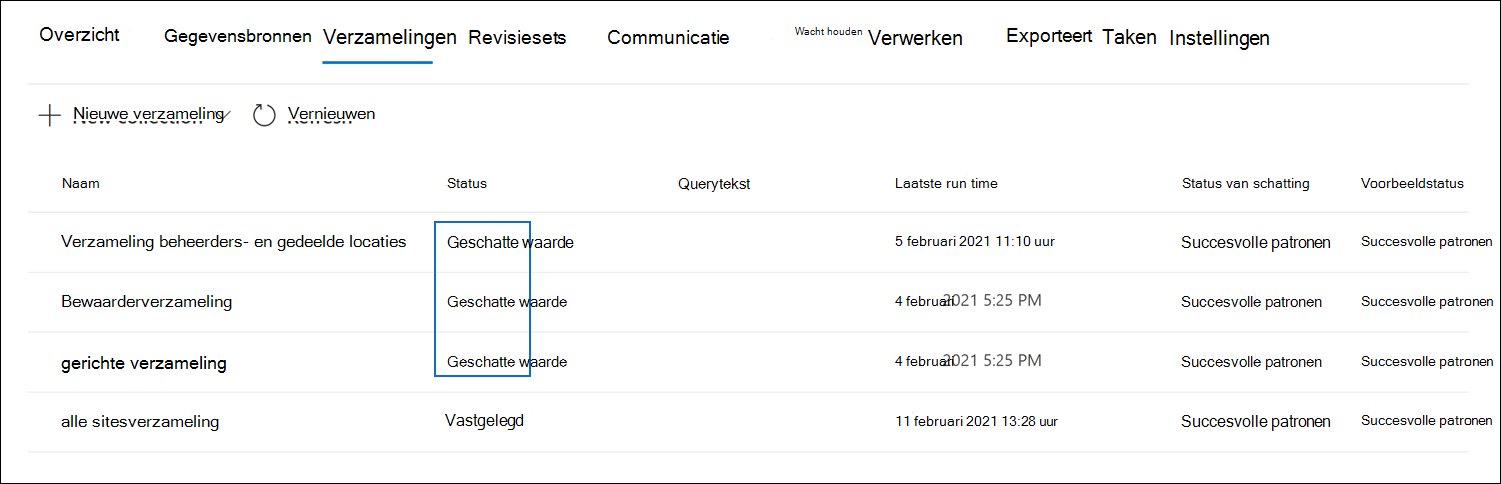 Overzicht Gegevensbronnen Verzamelingen Revisiesets Communicatie Wacht houden Verwerken Exporteert Taken Instellingen
Nieuwe verzameling Vernieuwen
Naam Status Querytekst Laatste run time Status van schatting Voorbeeldstatus
Verzameling beheerders- en gedeelde locaties Geschatte waarde 5 februari 2021 11:10 uur Succesvolle patronen Succesvolle patronen
Bewaarderverzameling Geschatte waarde 4 februari 2021 5:25 PM Succesvolle patronen Succesvolle patronen
gerichte verzameling Geschatte waarde 4 februari 2021 5:25 PM Succesvolle patronen Succesvolle patronen
alle sitesverzameling Vastgelegd 11 februari 2021 13:28 uur Succesvolle patronen Succesvolle patronen